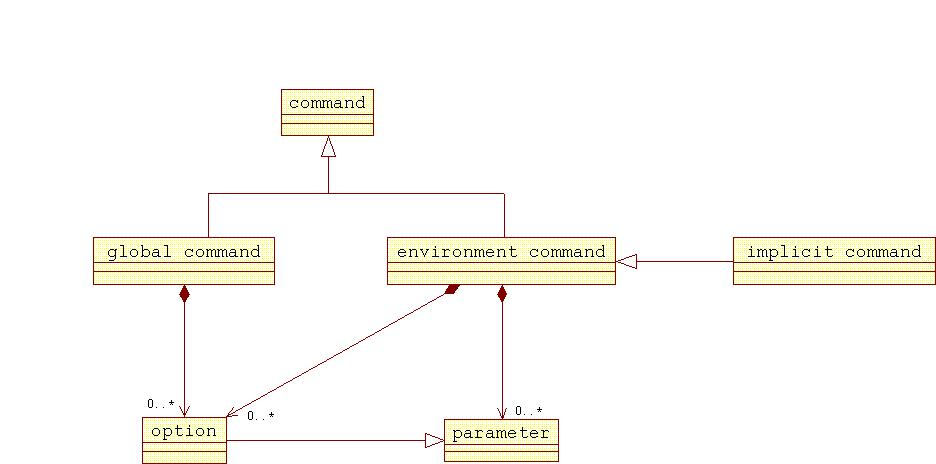 command
global command
environment command
implicit command
0..*
0..*
0..*
option
parameter